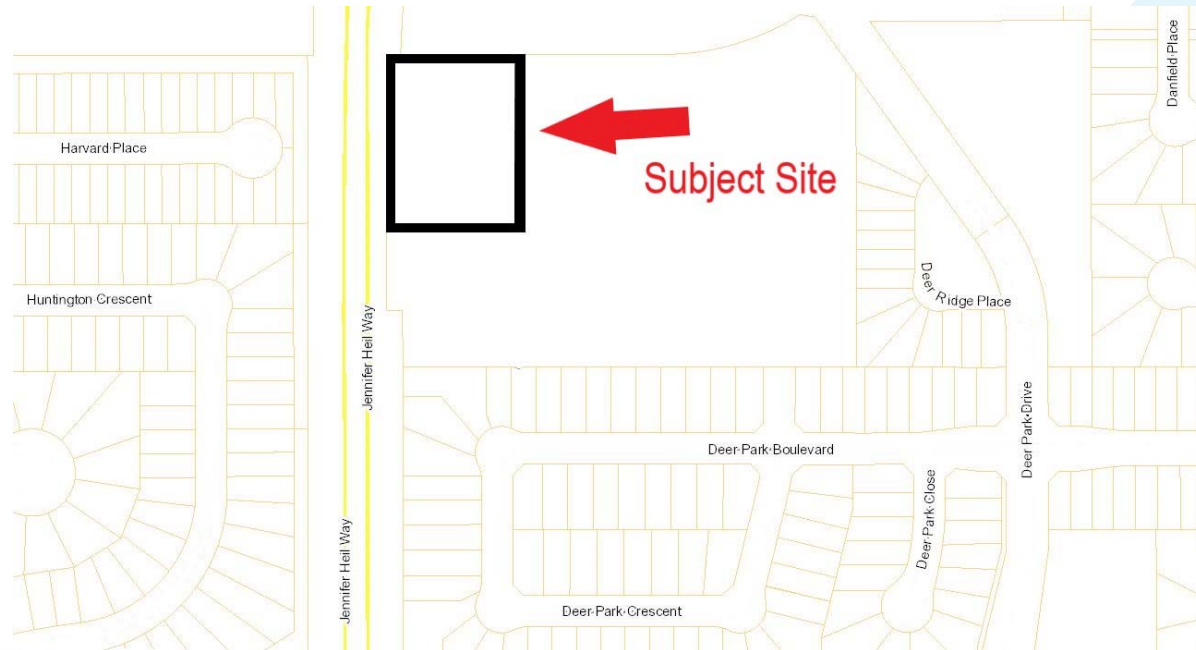 Danfield Place
Harvard Place
Subject Site
Huntington Crescent
Deer Ridge Place
Jennifer Heil Way
Jennifer Heil Way
Deer Park Boulevard
Deer Park Drive
Deer Park Close
Deer Park Crescent